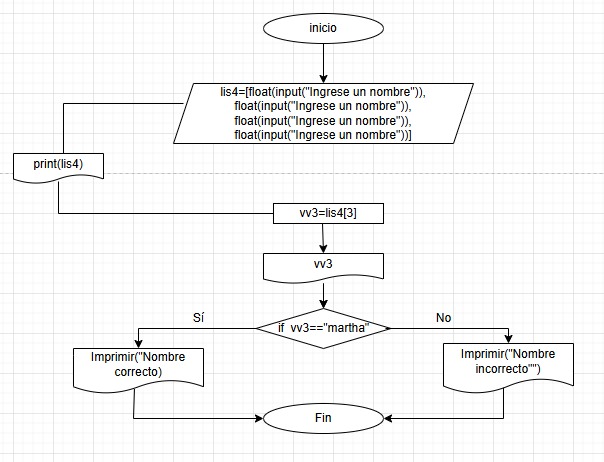 inicio
lis4=[float(input("Ingrese un nombre")),
float(input("Ingrese un nombre")),
float(input("Ingrese un nombre")),
float(input("Ingrese un nombre"))]
print(lis4)
vv3=lis4[3]
vv3
if vv3=="martha"
Sí
No
Imprimir("Nombre
correcto)
Imprimir("Nombre
incorrecto"")
Fin